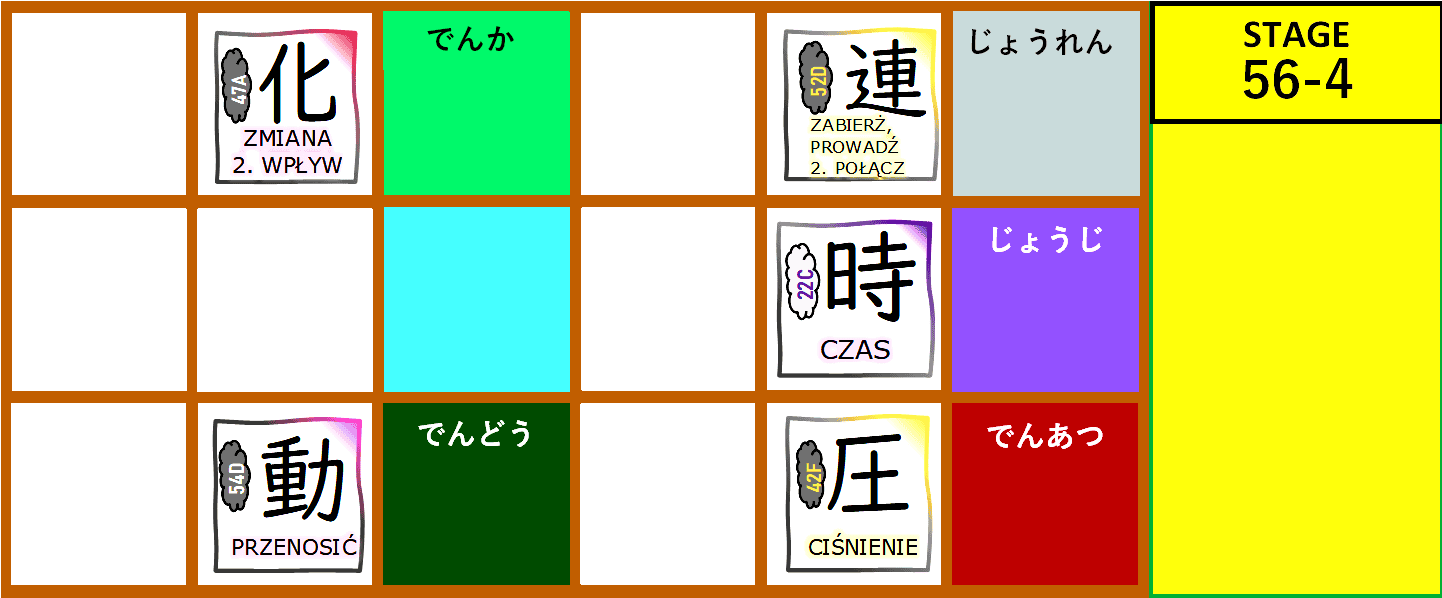 47A
化
ZMIANA
2. WPŁYW
でんか
52D
連
ZABIERŻ,
PROWADŹ
2. POŁĄCZ
じょうれん
STAGE
56-4
22C
時
CZAS
じょうじ
54D
動
PRZENOSIĆ
でんどう
42F
圧
CIŚNIENIE
でんあつ